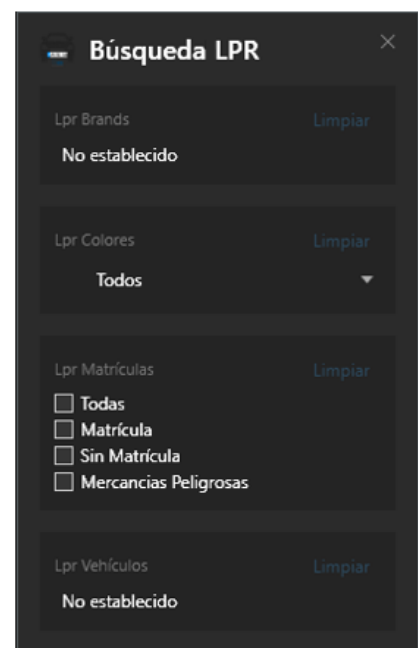 Búsqueda LPR
Lpr Brands Limpiar
No establecido
Lpr Colores Limpiar
Todos
Lpr Matrículas Limpiar
Todas
Matrícula
Sin Matrícula
Mercancias Peligrosas
Lpr Vehículos Limpiar
No establecido